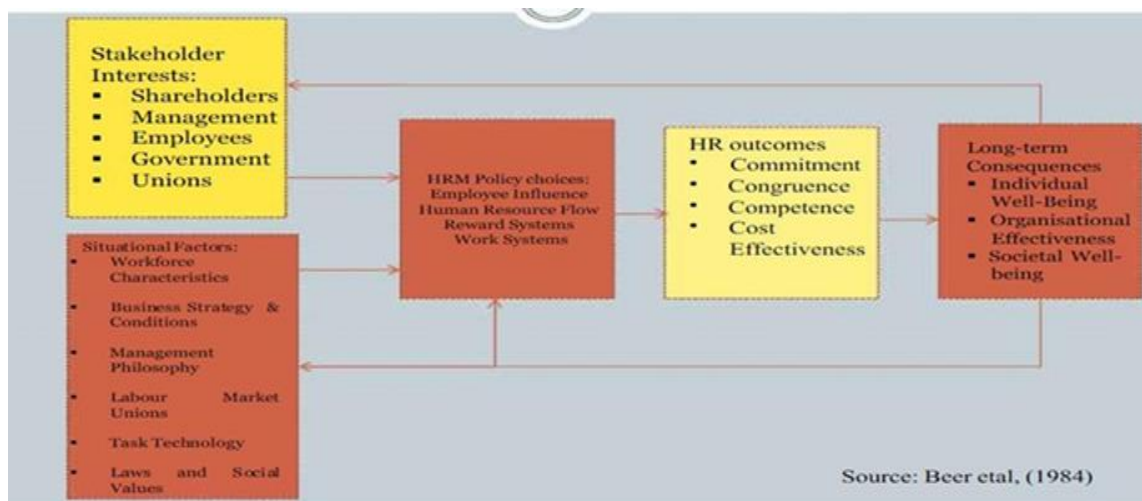 Stakeholder
Interests:
▪ Shareholders
▪ Management
▪ Employees
▪ Government
▪ Unions
Situational Factors:
▪ Workforce
Characteristics
▪ Business Strategy &
Conditions
▪ Management
Philosophy
▪ Labour Market
Unions
▪ Task Technology
▪ Laws and Social
Values
HRM Policy choices:
Employee Influence
Human Resource Flow
Reward Systems
Work Systems
HR outcomes
• Commitment
• Congruence
• Competence
• Cost
Effectiveness
Long-term
Consequences
▪ Individual
Well-Being
▪ Organisational
Effectiveness
▪ Societal Well-
being
Source: Beer etal, (1984)